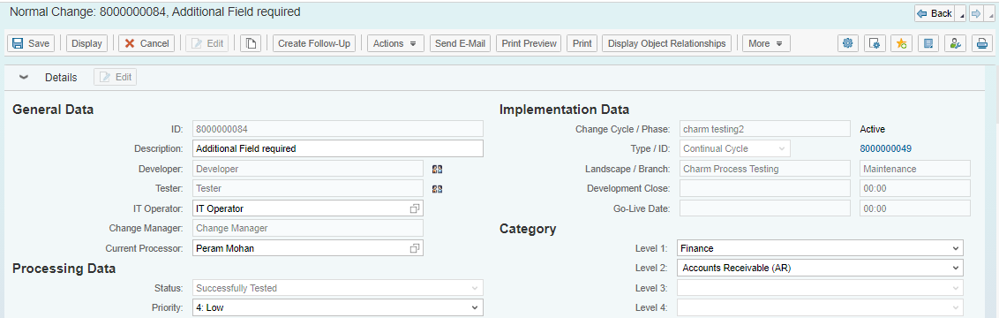 Normal Change: 8000000084, Additional Field required
Back
Save Display Cancel Edit Create Follow-Up Actions Send E-Mail Print Preview Print Display Object Relationships More
Details Edit
General Data
ID: 8000000084
Description: Additional Field required
Developer: Developer
Tester: Tester
IT Operator: IT Operator
Change Manager: Change Manager
Current Processor: Peram Mohan
Processing Data
Status: Successfully Tested
Priority: 4: Low
Implementation Data
Change Cycle / Phase: charm testing2 Active
Type / ID: Continual Cycle 8000000049
Landscape / Branch: Charm Process Testing Maintenance
Development Close: 00:00
Go-Live Date: 00:00
Category
Level 1: Finance
Level 2: Accounts Receivable (AR)
Level 3:
Level 4: